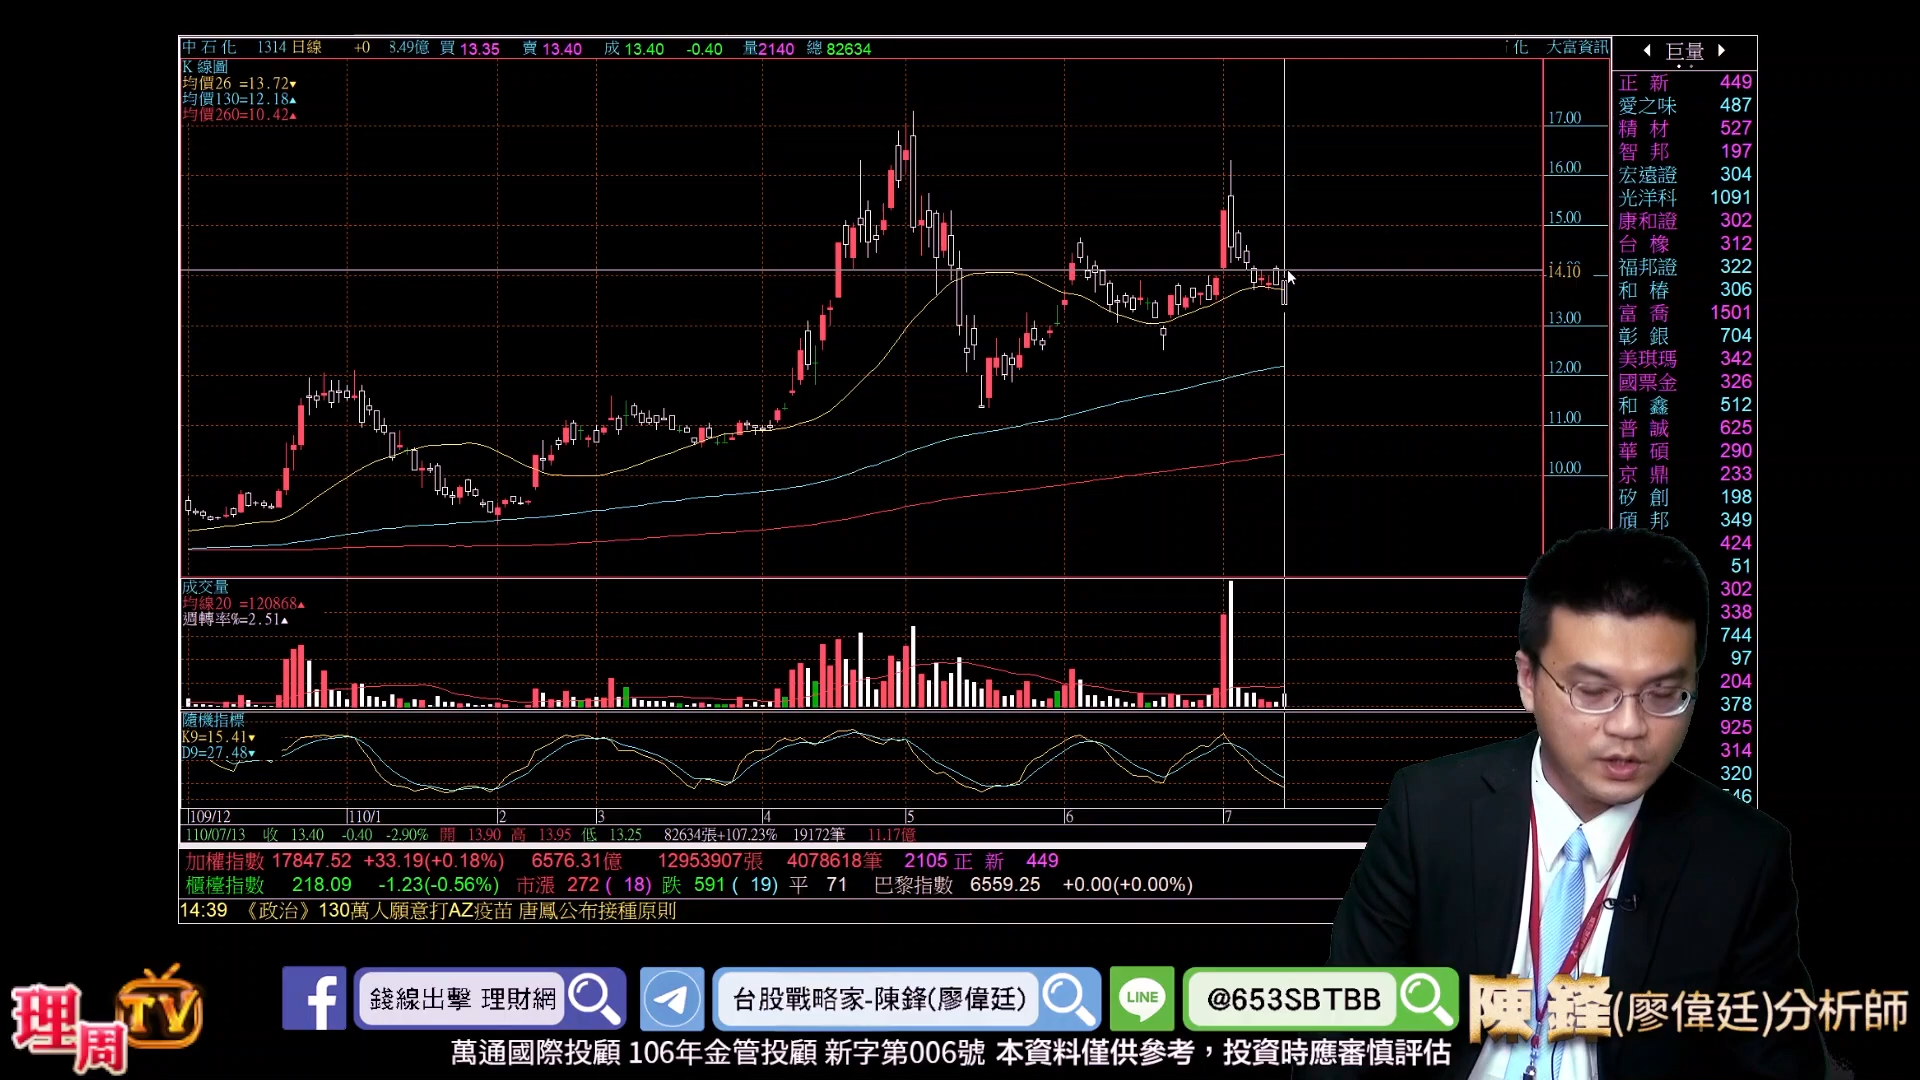 中石化 1314 日線 +0 8.49億 買 13.35 賣 13.40 成 13.40 -0.40 量2140 總 82634 化 大富資訊
K 線圖
均價26 =13.72▼
均價130=12.18▲
均價260=10.42▲
17.00
16.00
15.00
14.10
13.00
12.00
11.00
10.00
成交量
均線20 =120868▲
週轉率%=2.51▲
隨機指標
K9=15.41▼
D9=27.48▼
109/12 110/1 2 3 4 5 6 7
110/07/13 收 13.40 -0.40 -2.90% 開 13.90 高 13.95 低 13.25 82634張+107.23% 19172筆 11.17億
加權指數 17847.52 +33.19(+0.18%) 6576.31億 12953907張 4078618筆 2105 正 新 449
櫃檯指數 218.09 -1.23(-0.56%) 市漲 272 ( 18) 跌 591 ( 19) 平 71 巴黎指數 6559.25 +0.00(+0.00%)
14:39 《政治》130萬人願意打AZ疫苗 唐鳳公布接種原則
巨量
正 新 449
愛之味 487
精 材 527
智 邦 197
宏遠證 304
光洋科 1091
康和證 302
台 橡 312
福邦證 322
和 椿 306
富 喬 1501
彰 銀 704
美琪瑪 342
國票金 326
和 鑫 512
普 誠 625
華 碩 290
京 鼎 233
矽 創 198
頎 邦 349
424
51
302
338
744
97
204
378
925
314
320
理周TV
錢線出擊 理財網
台股戰略家-陳鋒(廖偉廷)
LINE
@653SBTBB
陳鋒(廖偉廷)分析師
萬通國際投顧 106年金管投顧 新字第006號 本資料僅供參考，投資時應審慎評估